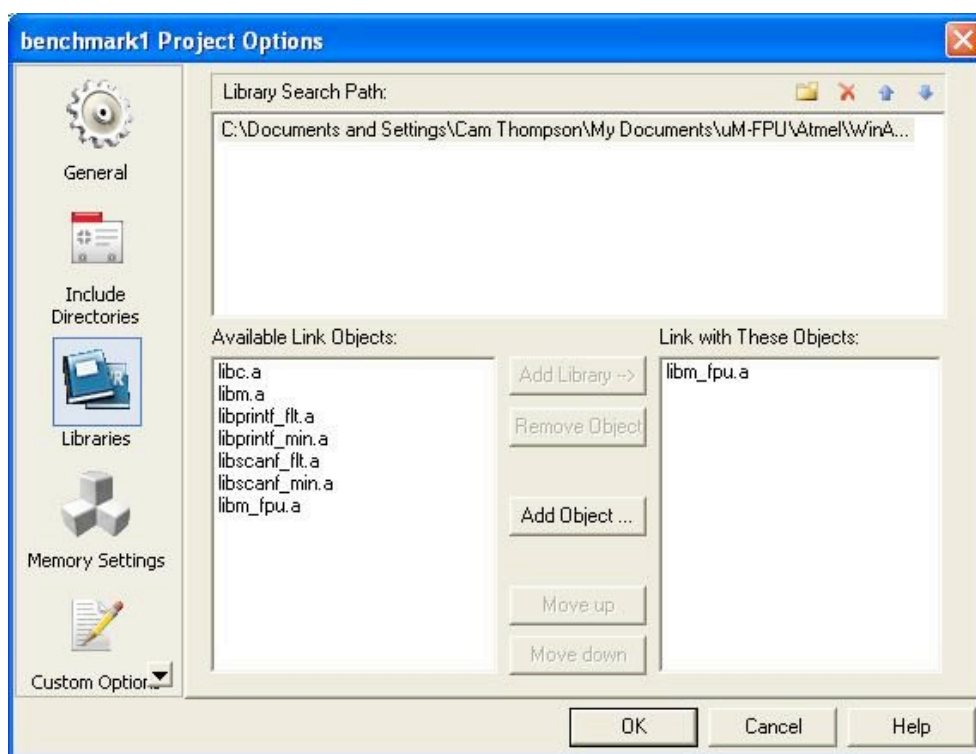 benchmark1 Project Options
General
Include
Directories
Libraries
Memory Settings
Custom Option
Library Search Path:
C:\Documents and Settings\Cam Thompson\My Documents\uM-FPU\Atmel\WinA...
Available Link Objects:
libc.a
libm.a
libprintf_flt.a
libprintf_min.a
libscanf_flt.a
libscanf_min.a
libm_fpu.a
Add Library -->
Remove Object
Add Object ...
Move up
Move down
Link with These Objects:
libm_fpu.a
OK
Cancel
Help